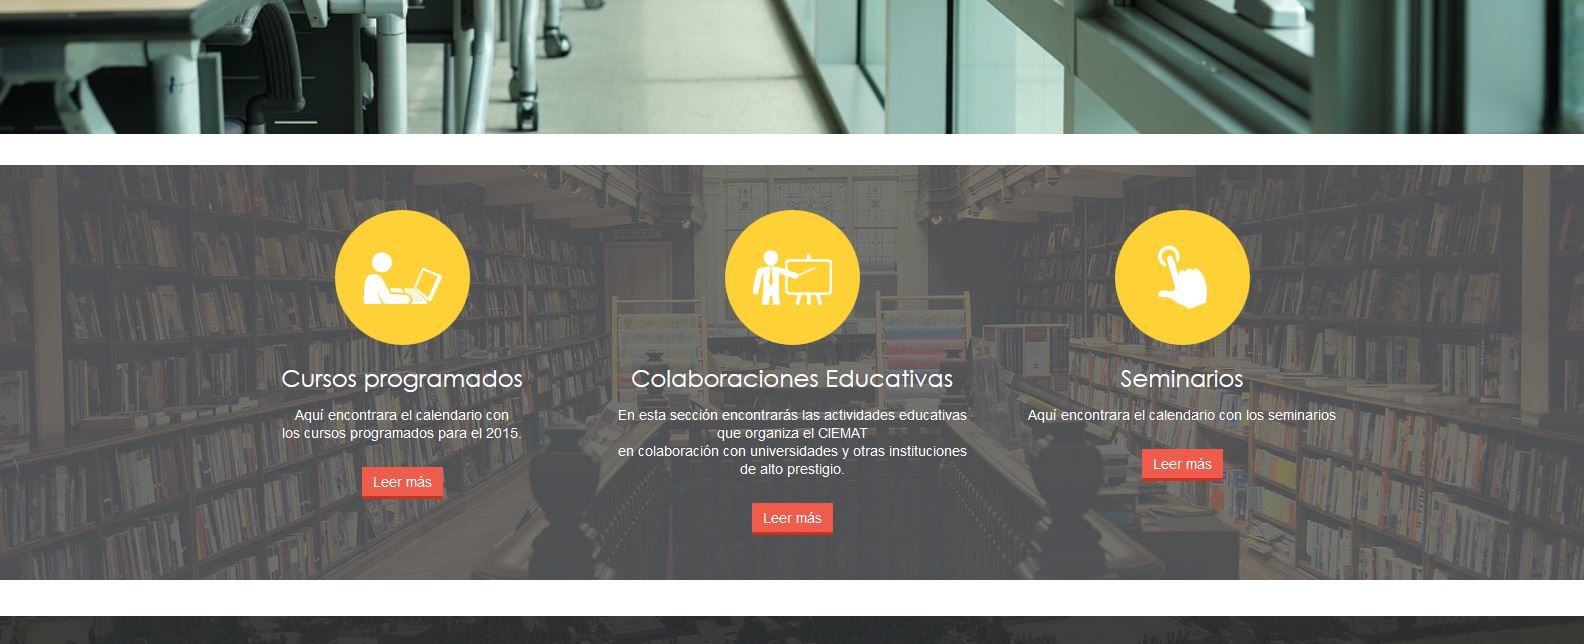 Cursos programados
Aquí encontrara el calendario con
los cursos programados para el 2015.
Leer más
Colaboraciones Educativas
En esta sección encontrarás las actividades educativas
que organiza el CIEMAT
en colaboración con universidades y otras instituciones
de alto prestigio.
Leer más
Seminarios
Aquí encontrara el calendario con los seminarios
Leer más